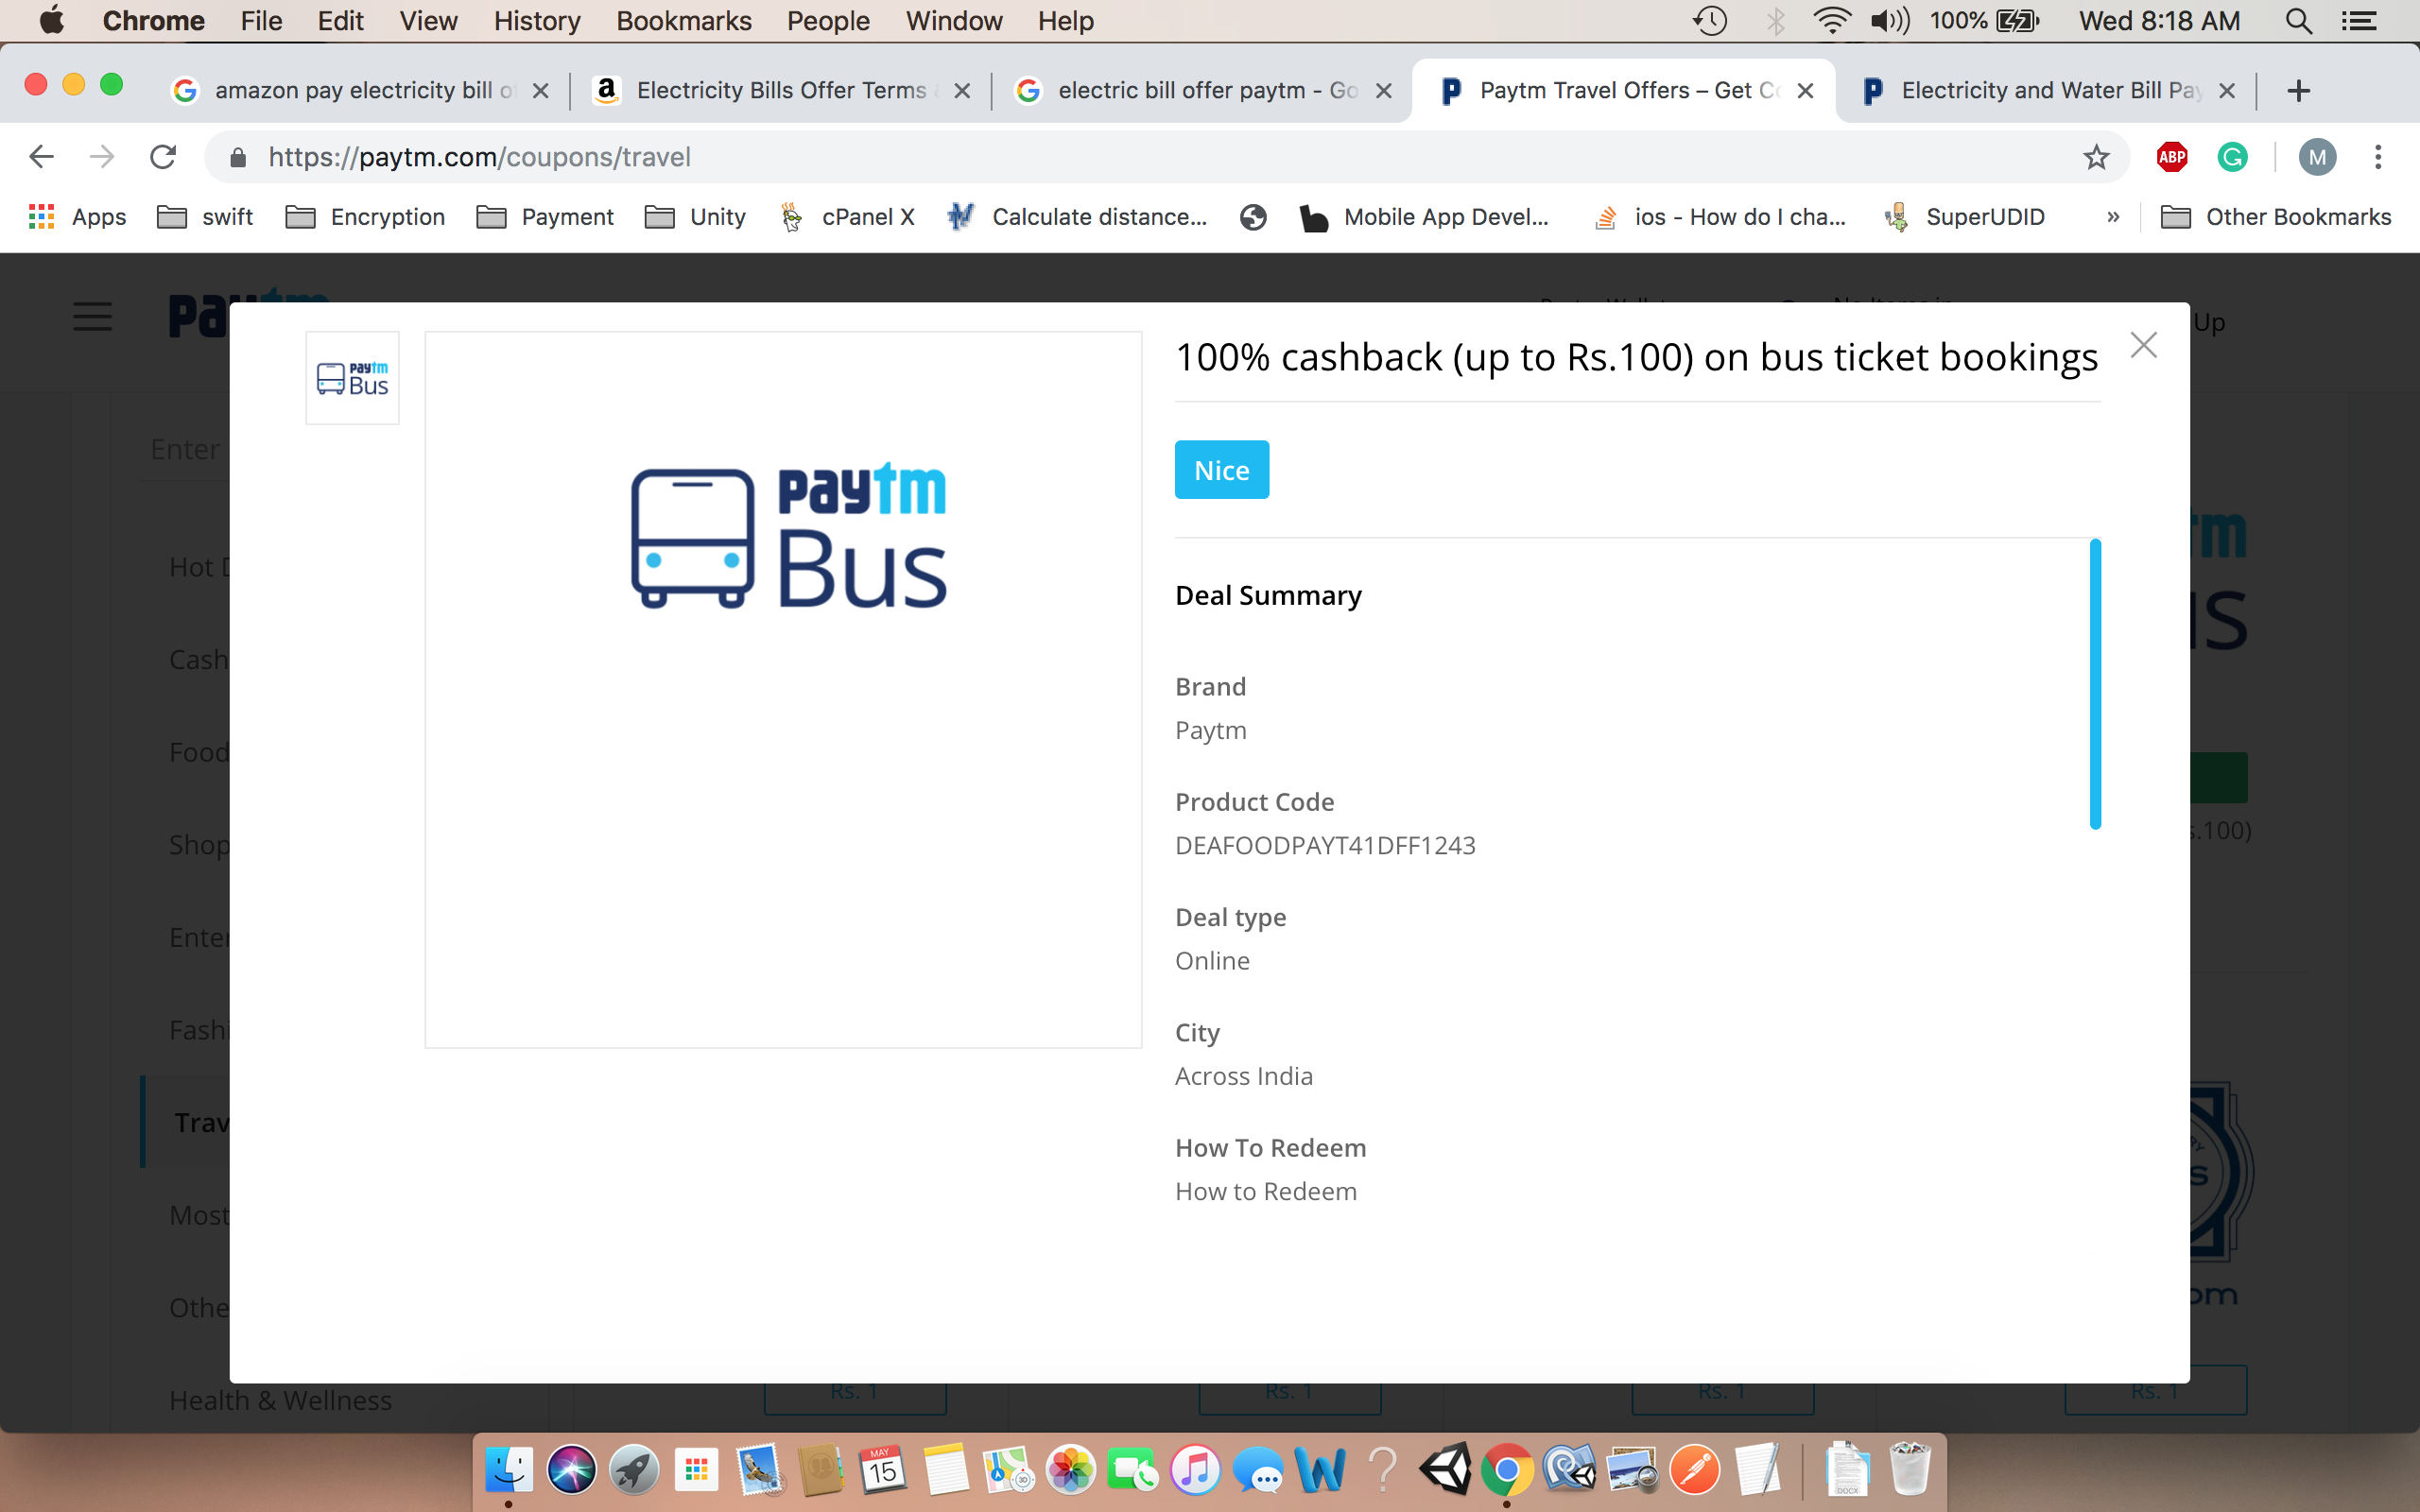 Chrome File Edit View History Bookmarks People Window Help 100% Wed 8:18 AM
amazon pay electricity bill Electricity Bills Offer Terms electric bill offer paytm - Go Paytm Travel Offers – Get Electricity and Water Bill Pay
https://paytm.com/coupons/travel ABP M
Apps swift Encryption Payment Unity cPanel X Calculate distance... Mobile App Devel... ios - How do I cha... SuperUDID » Other Bookmarks
Up
paytm Bus
100% cashback (up to Rs.100) on bus ticket bookings
Enter
Nice
paytm
Bus
Hot
Deal Summary
Cash
Brand
Food
Paytm
Product Code
Shop
DEAFOODPAYT41DFF1243
.100)
Deal type
Enter
Online
Fashi
City
Across India
Trav
How To Redeem
How to Redeem
Most
Othe
om
Health & Wellness
Rs. 1 Rs. 1 Rs. 1 Rs. 1
MAY
15
3D
DOCX